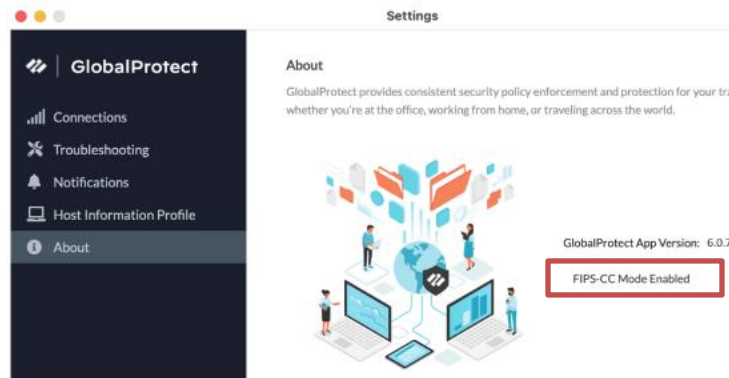 Settings
GlobalProtect
Connections
Troubleshooting
Notifications
Host Information Profile
About
About
GlobalProtect provides consistent security policy enforcement and protection for your tra
whether you're at the office, working from home, or traveling across the world.
GlobalProtect App Version: 6.0.7
FIPS-CC Mode Enabled